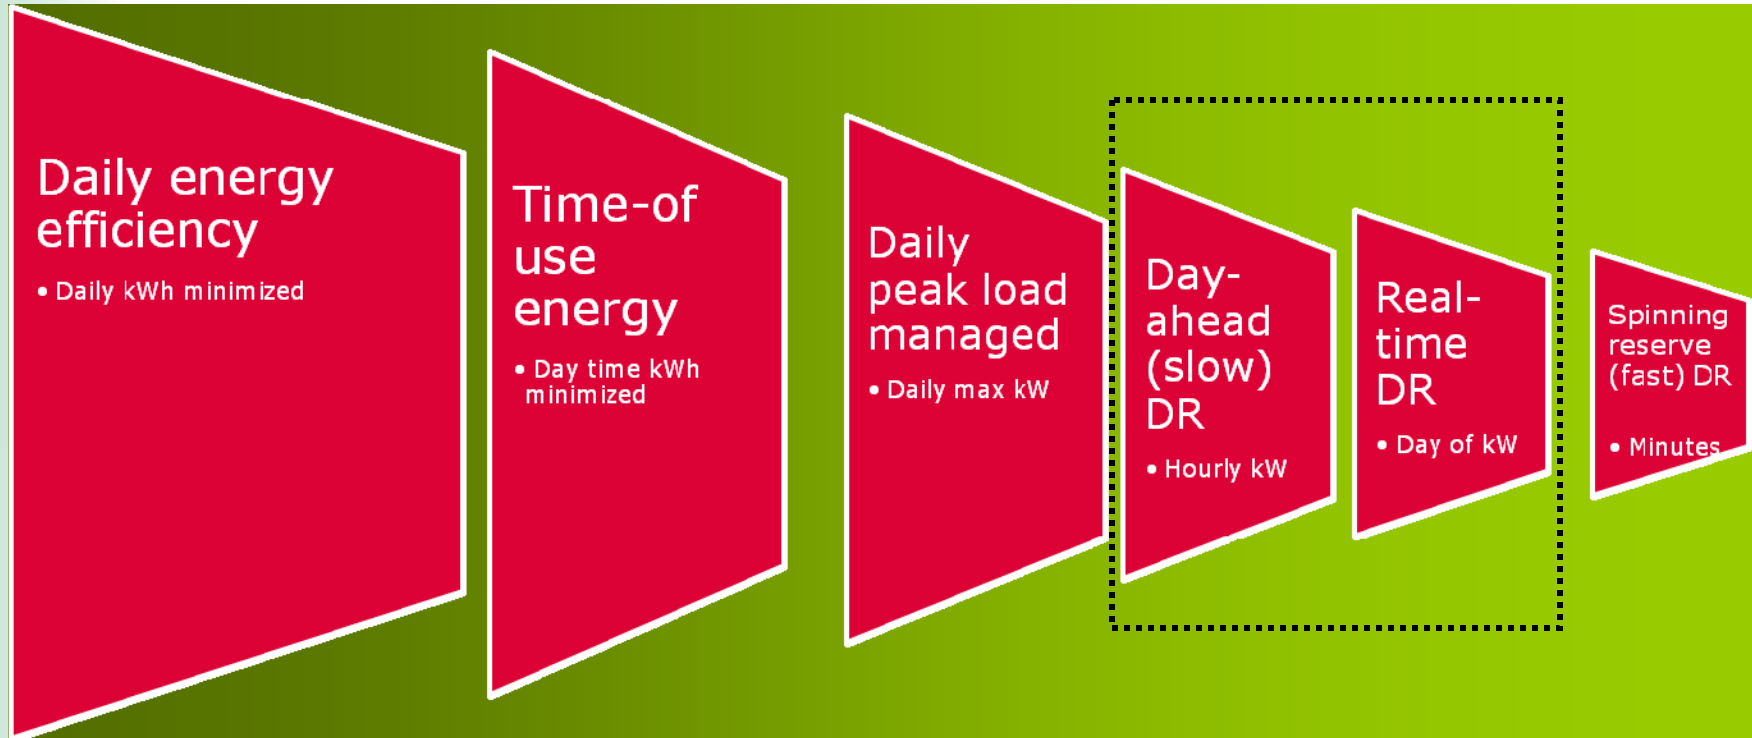 Daily energy
efficiency
• Daily kWh minimized
Time-of
use
energy
• Day time kWh
minimized
Daily
peak load
managed
• Daily max kW
Day-
ahead
(slow)
DR
• Hourly kW
Real-
time
DR
• Day of kW
Spinning
reserve
(fast) DR
• Minutes